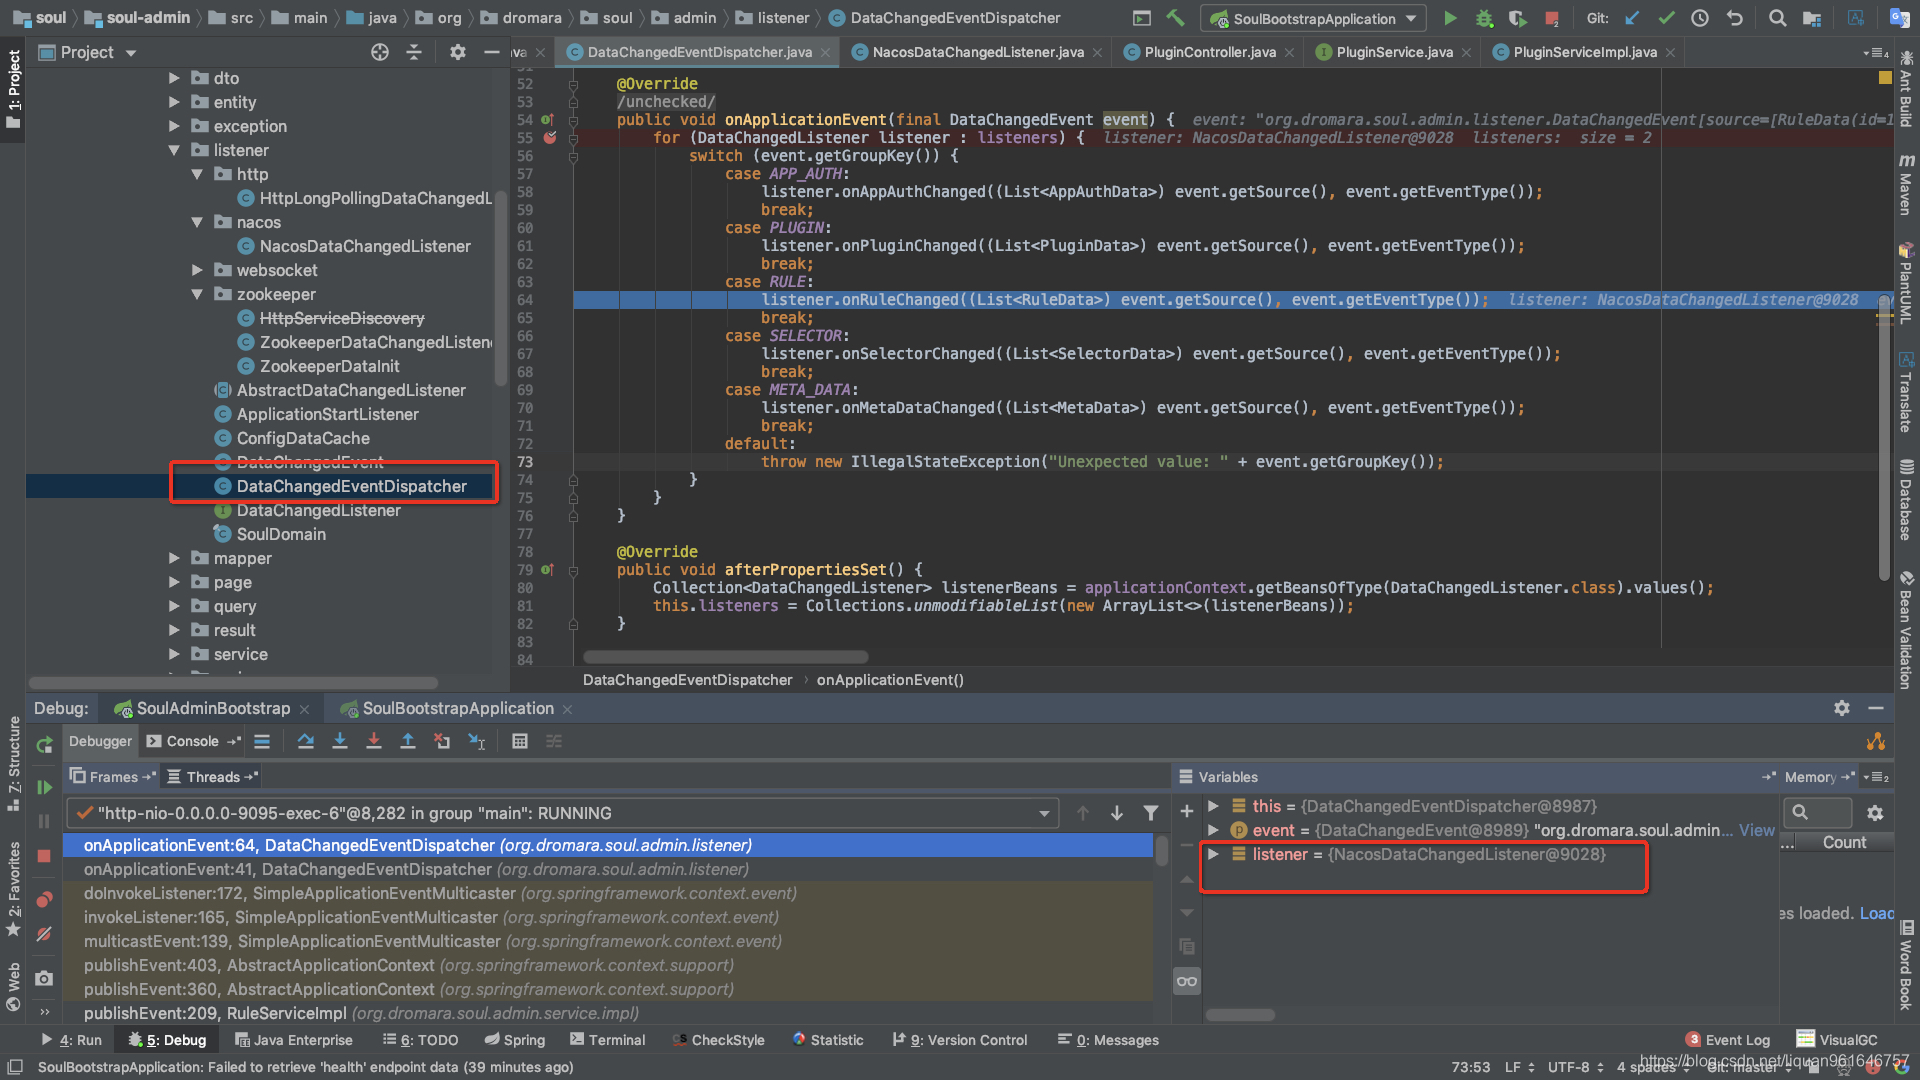 soul › soul-admin › src › main › java › org › dromara › soul › admin › listener › DataChangedEventDispatcher
SoulBootstrapApplication
Git:
1: Project
Project
dto
entity
exception
listener
http
HttpLongPollingDataChangedL
nacos
NacosDataChangedListener
websocket
zookeeper
HttpServiceDiscovery
ZookeeperDataChangedListen
ZookeeperDataInit
AbstractDataChangedListener
ApplicationStartListener
ConfigDataCache
DataChangedEvent
DataChangedEventDispatcher
DataChangedListener
SoulDomain
mapper
page
query
result
service
DataChangedEventDispatcher.java
NacosDataChangedListener.java
PluginController.java
PluginService.java
PluginServiceImpl.java
52 @Override
53 /unchecked/
54 public void onApplicationEvent(final DataChangedEvent event) { event: "org.dromara.soul.admin.listener.DataChangedEvent[source=[RuleData(id=1
55 for (DataChangedListener listener : listeners) { listener: NacosDataChangedListener@9028 listeners: size = 2
56 switch (event.getGroupKey()) {
57 case APP_AUTH:
58 listener.onAppAuthChanged((List<AppAuthData>) event.getSource(), event.getEventType());
59 break;
60 case PLUGIN:
61 listener.onPluginChanged((List<PluginData>) event.getSource(), event.getEventType());
62 break;
63 case RULE:
64 listener.onRuleChanged((List<RuleData>) event.getSource(), event.getEventType()); listener: NacosDataChangedListener@9028
65 break;
66 case SELECTOR:
67 listener.onSelectorChanged((List<SelectorData>) event.getSource(), event.getEventType());
68 break;
69 case META_DATA:
70 listener.onMetaDataChanged((List<MetaData>) event.getSource(), event.getEventType());
71 break;
72 default:
73 throw new IllegalStateException("Unexpected value: " + event.getGroupKey());
74 }
75 }
76 }
77
78 @Override
79 public void afterPropertiesSet() {
80 Collection<DataChangedListener> listenerBeans = applicationContext.getBeansOfType(DataChangedListener.class).values();
81 this.listeners = Collections.unmodifiableList(new ArrayList<>(listenerBeans));
82 }
83
84
DataChangedEventDispatcher › onApplicationEvent()
Ant Build
Maven
PlantUML
Translate
Database
Bean Validation
Word Book
Z: Structure
2: Favorites
Web
Debug: SoulAdminBootstrap SoulBootstrapApplication
Debugger Console
Frames Threads
"http-nio-0.0.0.0-9095-exec-6"@8,282 in group "main": RUNNING
onApplicationEvent:64, DataChangedEventDispatcher (org.dromara.soul.admin.listener)
onApplicationEvent:41, DataChangedEventDispatcher (org.dromara.soul.admin.listener)
doInvokeListener:172, SimpleApplicationEventMulticaster (org.springframework.context.event)
invokeListener:165, SimpleApplicationEventMulticaster (org.springframework.context.event)
multicastEvent:139, SimpleApplicationEventMulticaster (org.springframework.context.event)
publishEvent:403, AbstractApplicationContext (org.springframework.context.support)
publishEvent:360, AbstractApplicationContext (org.springframework.context.support)
publishEvent:209, RuleServiceImpl (org.dromara.soul.admin.service.impl)
Variables
this = {DataChangedEventDispatcher@8987}
event = {DataChangedEvent@8989} "org.dromara.soul.admin... View
listener = {NacosDataChangedListener@9028}
Memory
... Count
es loaded. Load
4: Run 5: Debug Java Enterprise 6: TODO Spring Terminal CheckStyle Statistic 9: Version Control 0: Messages 3 Event Log VisualGC
SoulBootstrapApplication: Failed to retrieve 'health' endpoint data (39 minutes ago)
73:53 LF UTF-8 4 spaces Git: master
https://blog.csdn.net/liquan961646757